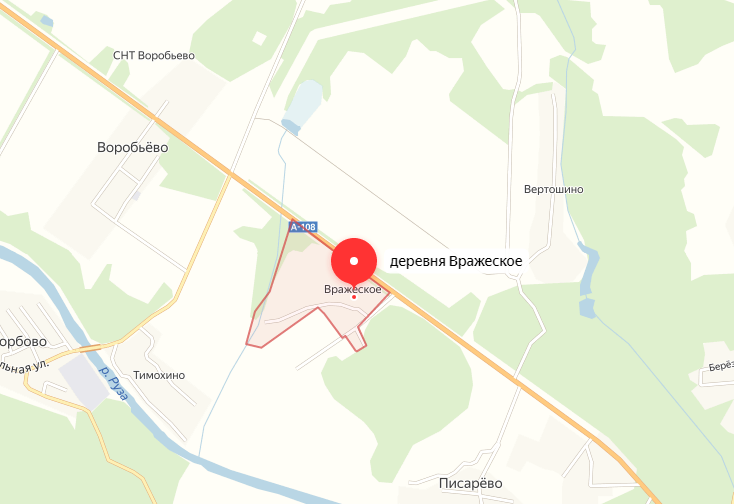 СНТ Воробьево
Воробьёво
Вертошино
А-108
деревня Вражеское
Вражеское
орбово
льная ул.
р. Руза
Тимохино
Берёз
Писарёво